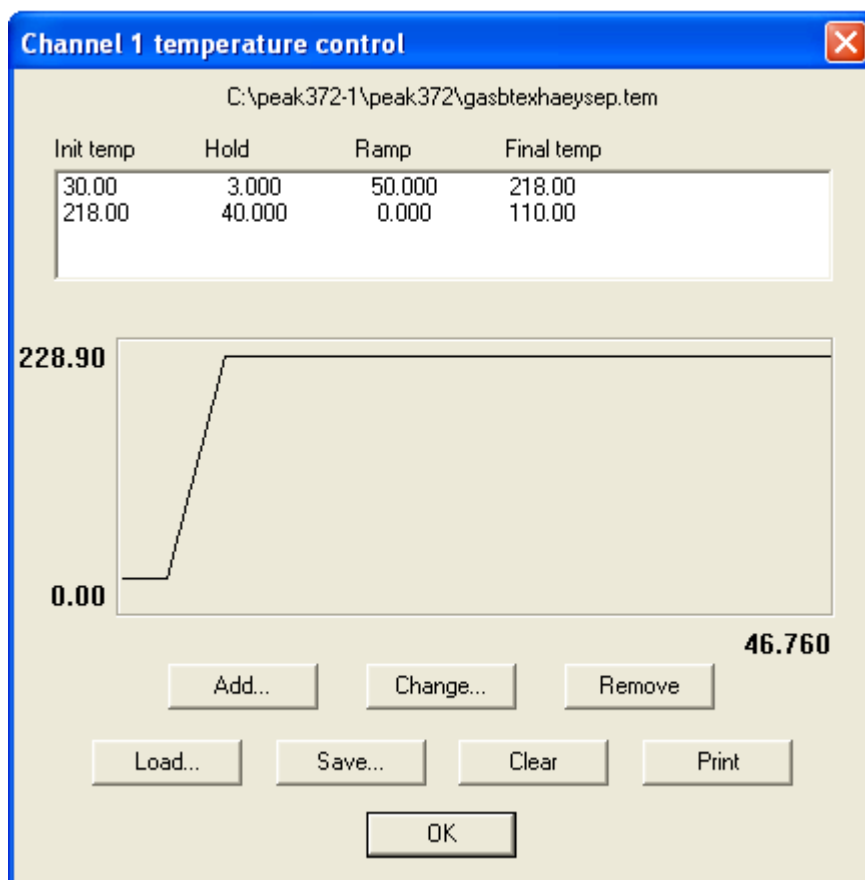 Channel 1 temperature control
C:\peak372-1\peak372\gasbtexhaeysep.tem
Init temp Hold Ramp Final temp
30.00 3.000 50.000 218.00
218.00 40.000 0.000 110.00
228.90
0.00
46.760
Add... Change... Remove
Load... Save... Clear Print
OK